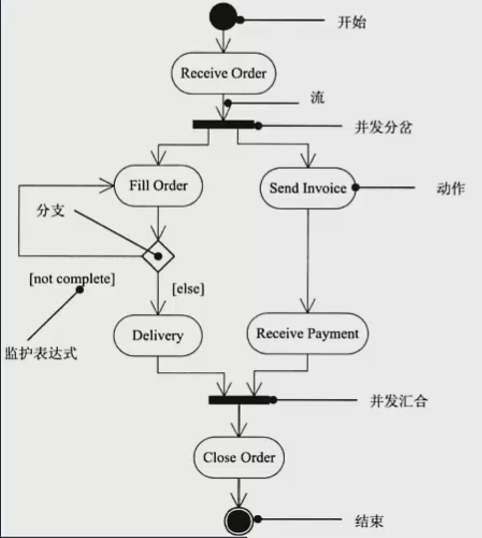 开始
Receive Order
流
并发分岔
Fill Order
Send Invoice
动作
分支
[not complete]
[else]
Delivery
Receive Payment
监护表达式
并发汇合
Close Order
结束